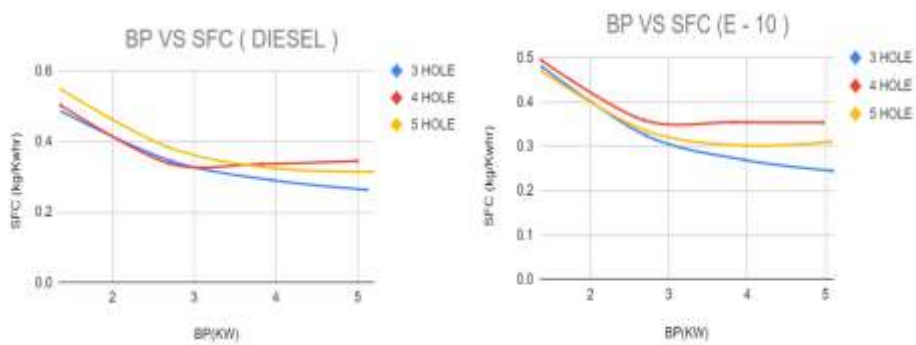 BP VS SFC ( DIESEL )
0.6
0.4
0.2
0.0
SFC (kg/Kwhr)
2 3 4 5
BP(KW)
3 HOLE
4 HOLE
5 HOLE
BP VS SFC (E - 10 )
0.5
0.4
0.3
0.2
0.1
0.0
SFC (kg/Kwhr)
2 3 4 5
BP(KW)
3 HOLE
4 HOLE
5 HOLE